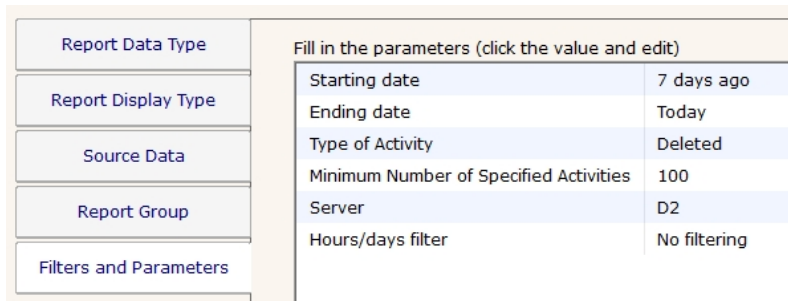 Report Data Type
Report Display Type
Source Data
Report Group
Filters and Parameters
Fill in the parameters (click the value and edit)
Starting date 7 days ago
Ending date Today
Type of Activity Deleted
Minimum Number of Specified Activities 100
Server D2
Hours/days filter No filtering